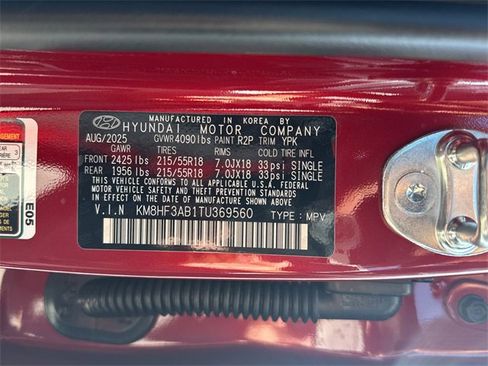 MANUFACTURED IN KOREA BY
HYUNDAI MOTOR COMPANY
AUG/2025 GVWR 4090lbs PAINT R2P TRIM YPK
GAWR TIRES RIMS COLD TIRE INFL
FRONT 2425 lbs 215/55R18 7.0JX18 33psi SINGLE
REAR 1956 lbs 215/55R18 7.0JX18 33psi SINGLE
THIS VEHICLE CONFORMS TO ALL APPLICABLE U.S. FEDERAL
MOTOR VEHICLE SAFETY, BUMPER, AND THEFT PREVENTION
STANDARDS IN EFFECT ON THE DATE OF MANUFACTURE SHOWN ABOVE.
V.I.N KM8HF3AB1TU369560 TYPE : MPV
E05